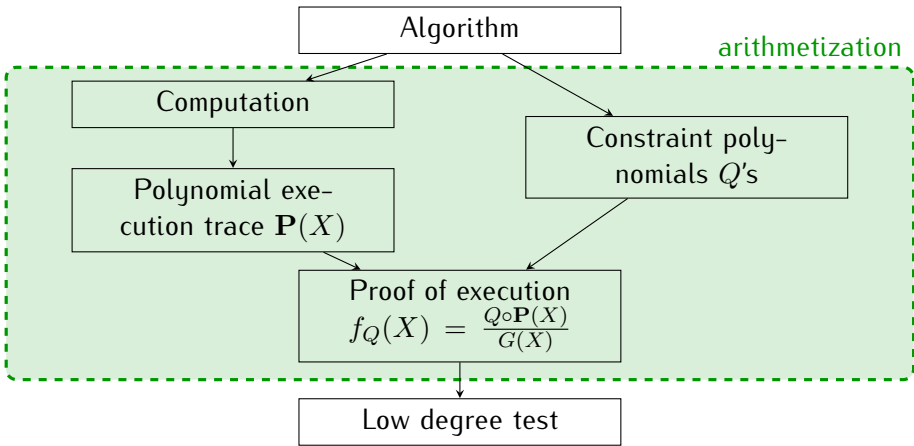 Algorithm
arithmetization
Computation
Constraint poly-
nomials Q's
Polynomial exe-
cution trace P(X)
Proof of execution
f_Q(X) = Q∘P(X) / G(X)
Low degree test